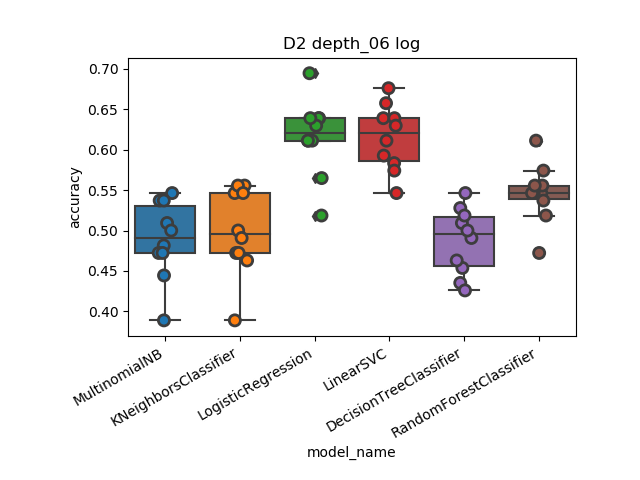 D2 depth_06 log
accuracy
0.70
0.65
0.60
0.55
0.50
0.45
0.40
MultinomialNB
KNeighborsClassifier
LogisticRegression
LinearSVC
DecisionTreeClassifier
RandomForestClassifier
model_name